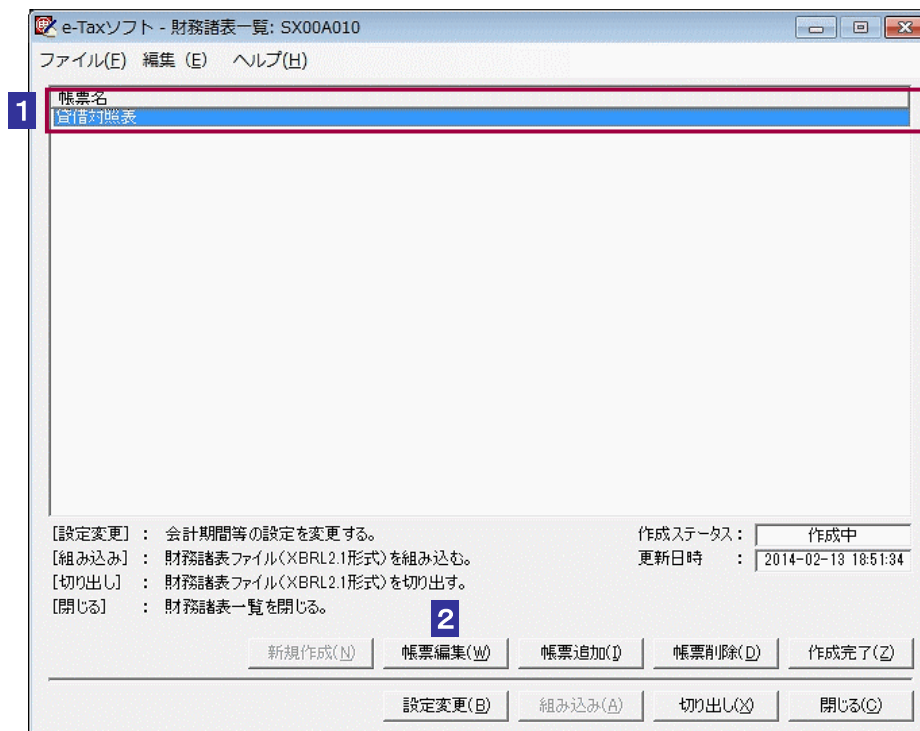 e-Taxソフト - 財務諸表一覧: SX00A010
ファイル(F) 編集（E） ヘルプ(H)
1
帳票名
貸借対照表
[設定変更] ： 会計期間等の設定を変更する。
作成ステータス： 作成中
[組み込み] ： 財務諸表ファイル(XBRL2.1形式)を組み込む。
更新日時 ： 2014-02-13 18:51:34
[切り出し] ： 財務諸表ファイル(XBRL2.1形式)を切り出す。
[閉じる] ： 財務諸表一覧を閉じる。
2
新規作成(N) 帳票編集(W) 帳票追加(I) 帳票削除(D) 作成完了(Z)
設定変更(B) 組み込み(A) 切り出し(X) 閉じる(C)